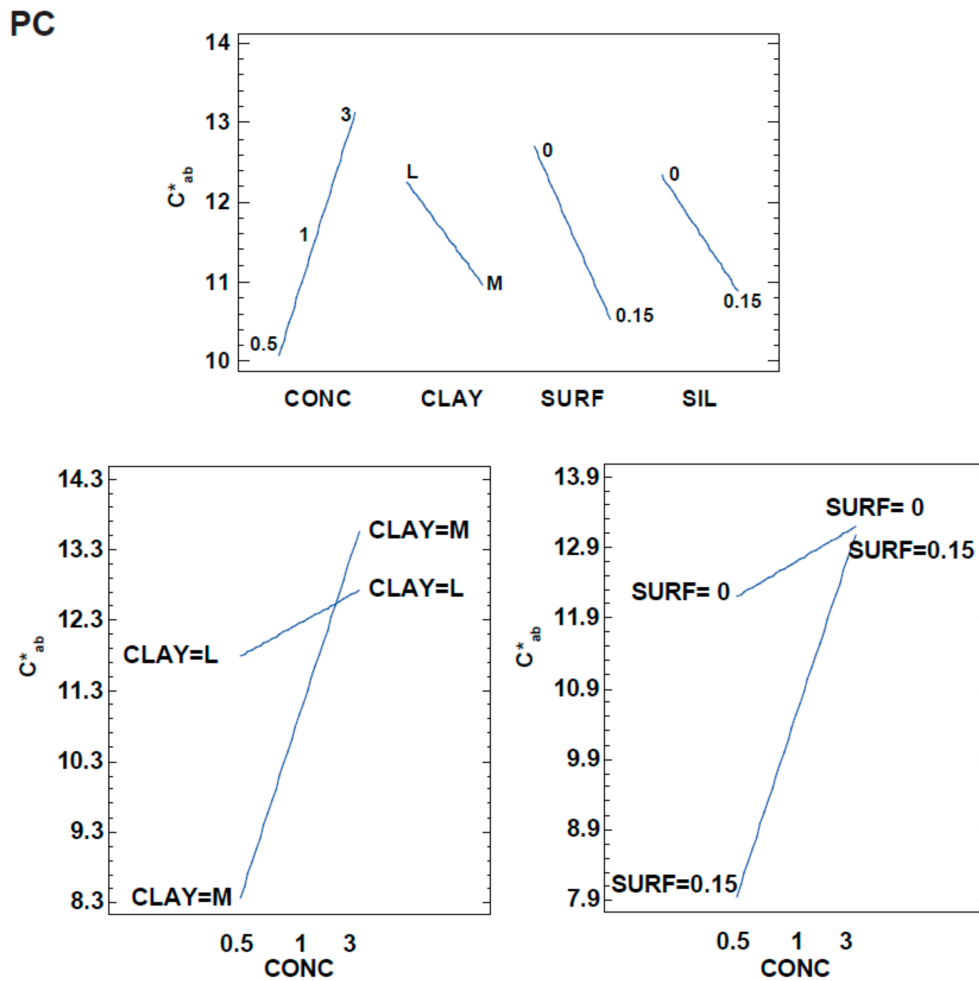 PC
14
13
12
11
10
C*ab
3
1
0.5
L
M
0
0.15
0
0.15
CONC CLAY SURF SIL
14.3
13.3
12.3
11.3
10.3
9.3
8.3
C*ab
CLAY=M
CLAY=L
CLAY=L
CLAY=M
0.5 1 3
CONC
13.9
12.9
11.9
10.9
9.9
8.9
7.9
C*ab
SURF= 0
SURF=0.15
SURF= 0
SURF=0.15
0.5 1 3
CONC